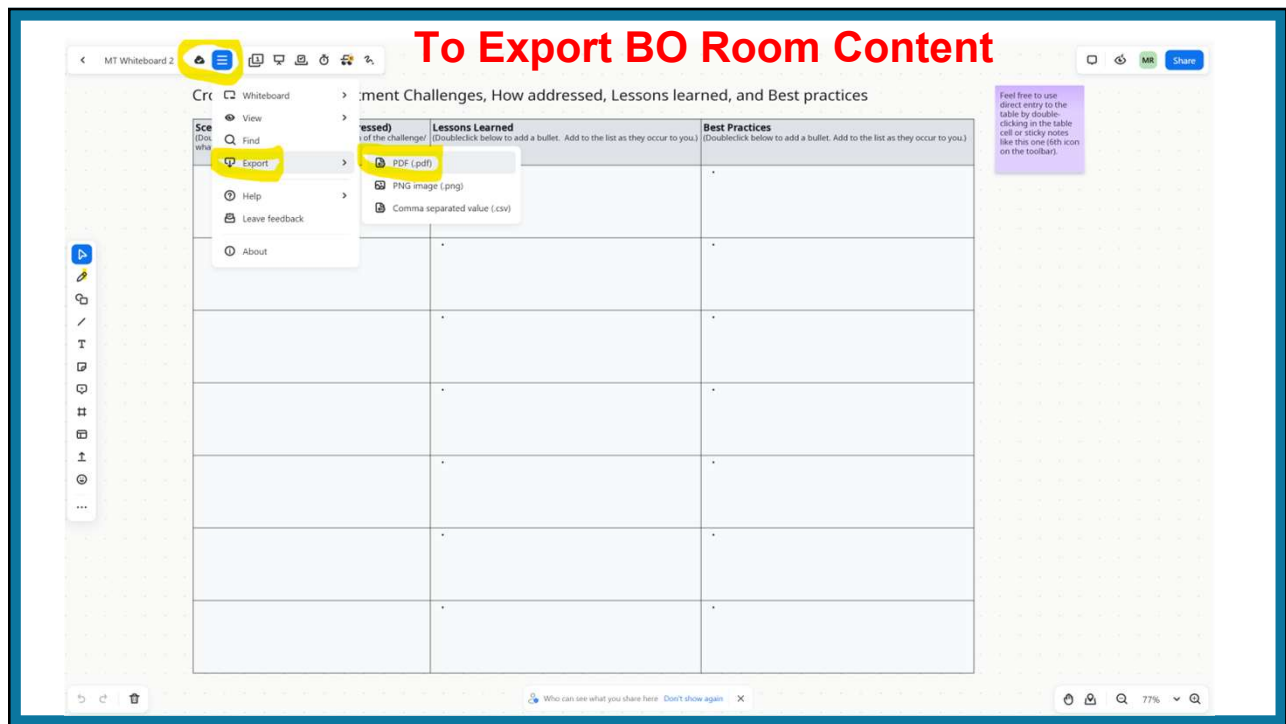 To Export BO Room Content
MT Whiteboard 2
MR
Share
Cro
tment Challenges, How addressed, Lessons learned, and Best practices
Whiteboard
View
Find
Export
Help
Leave feedback
About
PDF (.pdf)
PNG image (.png)
Comma separated value (.csv)
Sce
(Dou
wha
ressed)
of the challenge/
Lessons Learned
(Doubleclick below to add a bullet. Add to the list as they occur to you.)
Best Practices
(Doubleclick below to add a bullet. Add to the list as they occur to you.)
Feel free to use
direct entry to the
table by double-
clicking in the table
cell or sticky notes
like this one (6th icon
on the toolbar).
Who can see what you share here Don't show again
77%